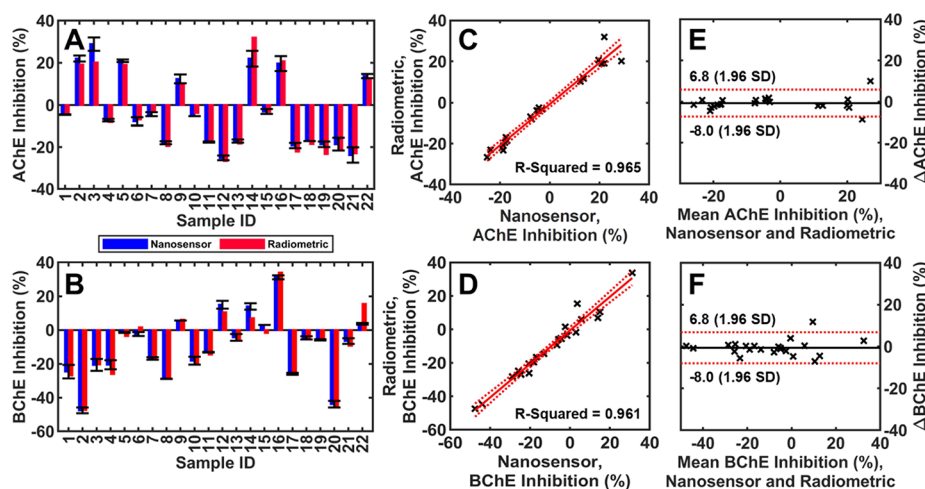 A
AChE Inhibition (%)
40
20
0
20
40
1 2 3 4 5 6 7 8 9 10 11 12 13 14 15 16 17 18 19 20 21 22
Sample ID
Nanosensor Radiometric
B
BChE Inhibition (%)
40
20
0
-20
-40
-60
1 2 3 4 5 6 7 8 9 10 11 12 13 14 15 16 17 18 19 20 21 22
Sample ID
C
Radiometric,
AChE Inhibition (%)
40
20
0
-20
-40
R-Squared = 0.965
-40 -20 0 20 40
Nanosensor,
AChE Inhibition (%)
D
Radiometric,
BChE Inhibition (%)
40
20
0
-20
-40
-60
R-Squared = 0.961
-60 -40 -20 0 20 40
Nanosensor,
BChE Inhibition (%)
E
6.8 (1.96 SD)
-8.0 (1.96 SD)
40
20
0
-20
-40
△AChE Inhibition (%)
-20 0 20
Mean AChE Inhibition (%),
Nanosensor and Radiometric
F
6.8 (1.96 SD)
-8.0 (1.96 SD)
40
20
0
-20
-40
△BChE Inhibition (%)
-40 -20 0 20 40
Mean BChE Inhibition (%),
Nanosensor and Radiometric